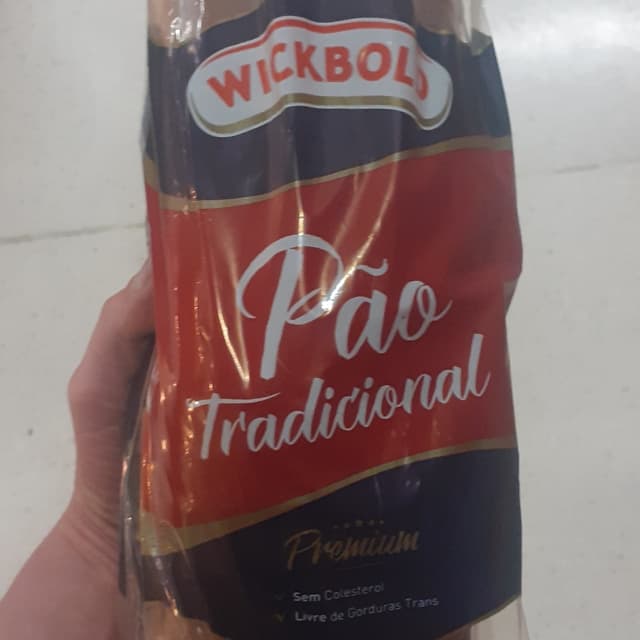 WICKBOLD
Pão
Tradicional
Premium
Sem Colesterol
Livre de Gorduras Trans